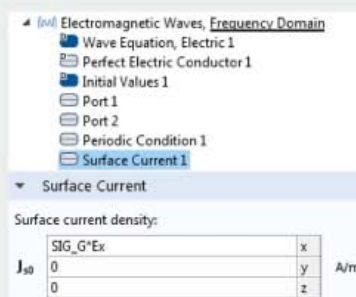 Electromagnetic Waves, Frequency Domain
Wave Equation, Electric 1
Perfect Electric Conductor 1
Initial Values 1
Port 1
Port 2
Periodic Condition 1
Surface Current 1
Surface Current
Surface current density:
SIG_G*Ex x
Js0 0 y A/m
0 z